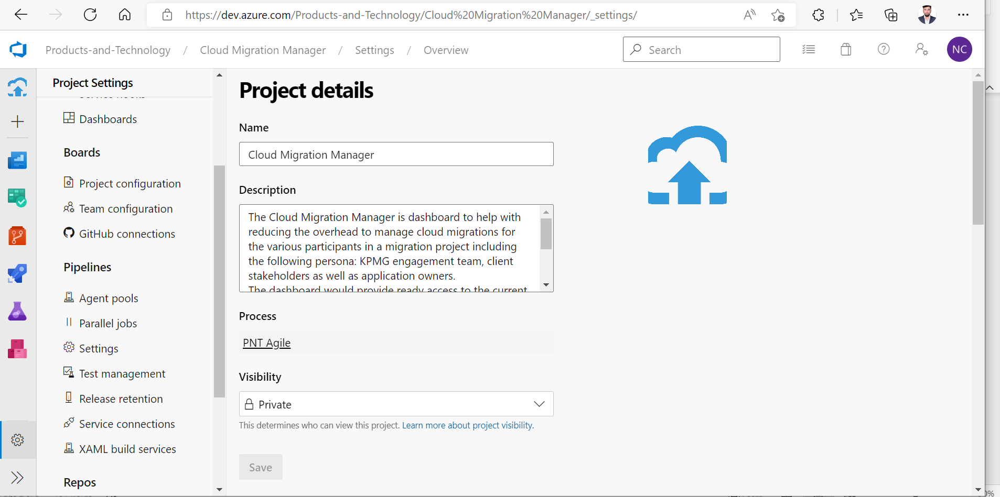 https://dev.azure.com/Products-and-Technology/Cloud%20Migration%20Manager/_settings/
Products-and-Technology / Cloud Migration Manager / Settings / Overview
Search
NC
Project Settings
Dashboards
Boards
Project configuration
Team configuration
GitHub connections
Pipelines
Agent pools
Parallel jobs
Settings
Test management
Release retention
Service connections
XAML build services
Repos
Project details
Name
Cloud Migration Manager
Description
The Cloud Migration Manager is dashboard to help with
reducing the overhead to manage cloud migrations for
the various participants in a migration project including
the following persona: KPMG engagement team, client
stakeholders as well as application owners.
The dashboard would provide ready access to the current
Process
PNT Agile
Visibility
Private
This determines who can view this project. Learn more about project visibility.
Save